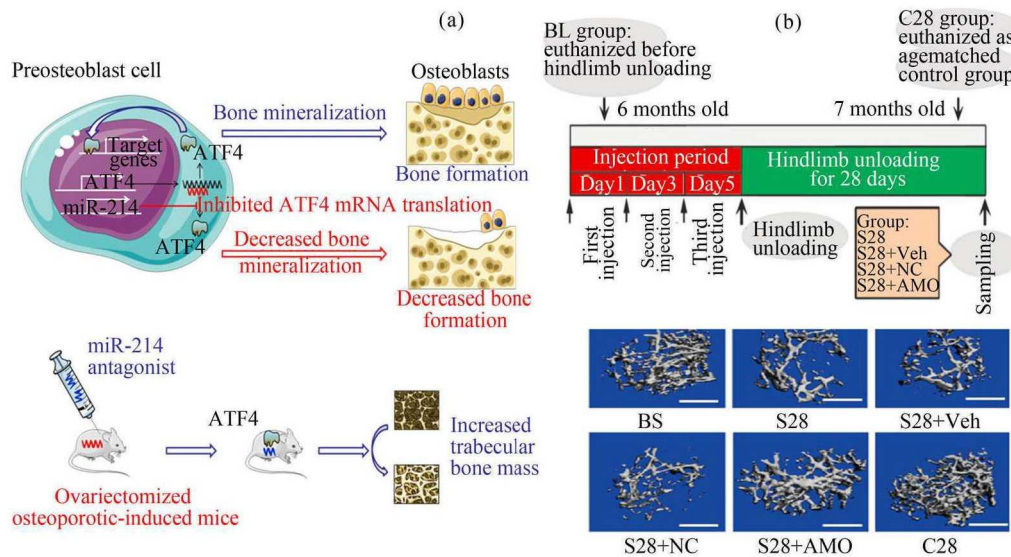 (a)
Preosteoblast cell
Osteoblasts
Bone mineralization
Target
genes
ATF4
ATF4
miR-214
Inhibited ATF4 mRNA translation
ATF4
Bone formation
Decreased bone
mineralization
Decreased bone
formation
miR-214
antagonist
ATF4
Increased
trabecular
bone mass
Ovariectomized
osteoporotic-induced mice
(b)
BL group:
euthanized before
hindlimb unloading
C28 group:
euthanized as
agematched
control group
6 months old
7 months old
Injection period
Day1
Day3
Day5
Hindlimb unloading
for 28 days
First
injection
Second
injection
Third
injection
Hindlimb
unloading
Group:
S28
S28+Veh
S28+NC
S28+AMO
Sampling
BS
S28
S28+Veh
S28+NC
S28+AMO
C28